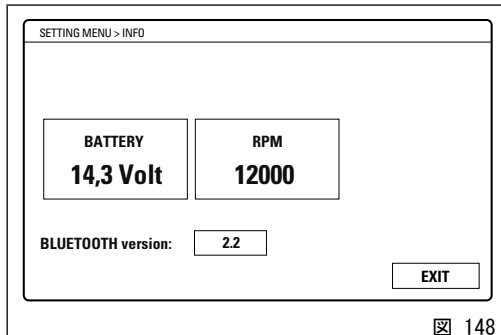 SETTING MENU > INFO
BATTERY
14,3 Volt
RPM
12000
BLUETOOTH version: 2.2
EXIT
図 148